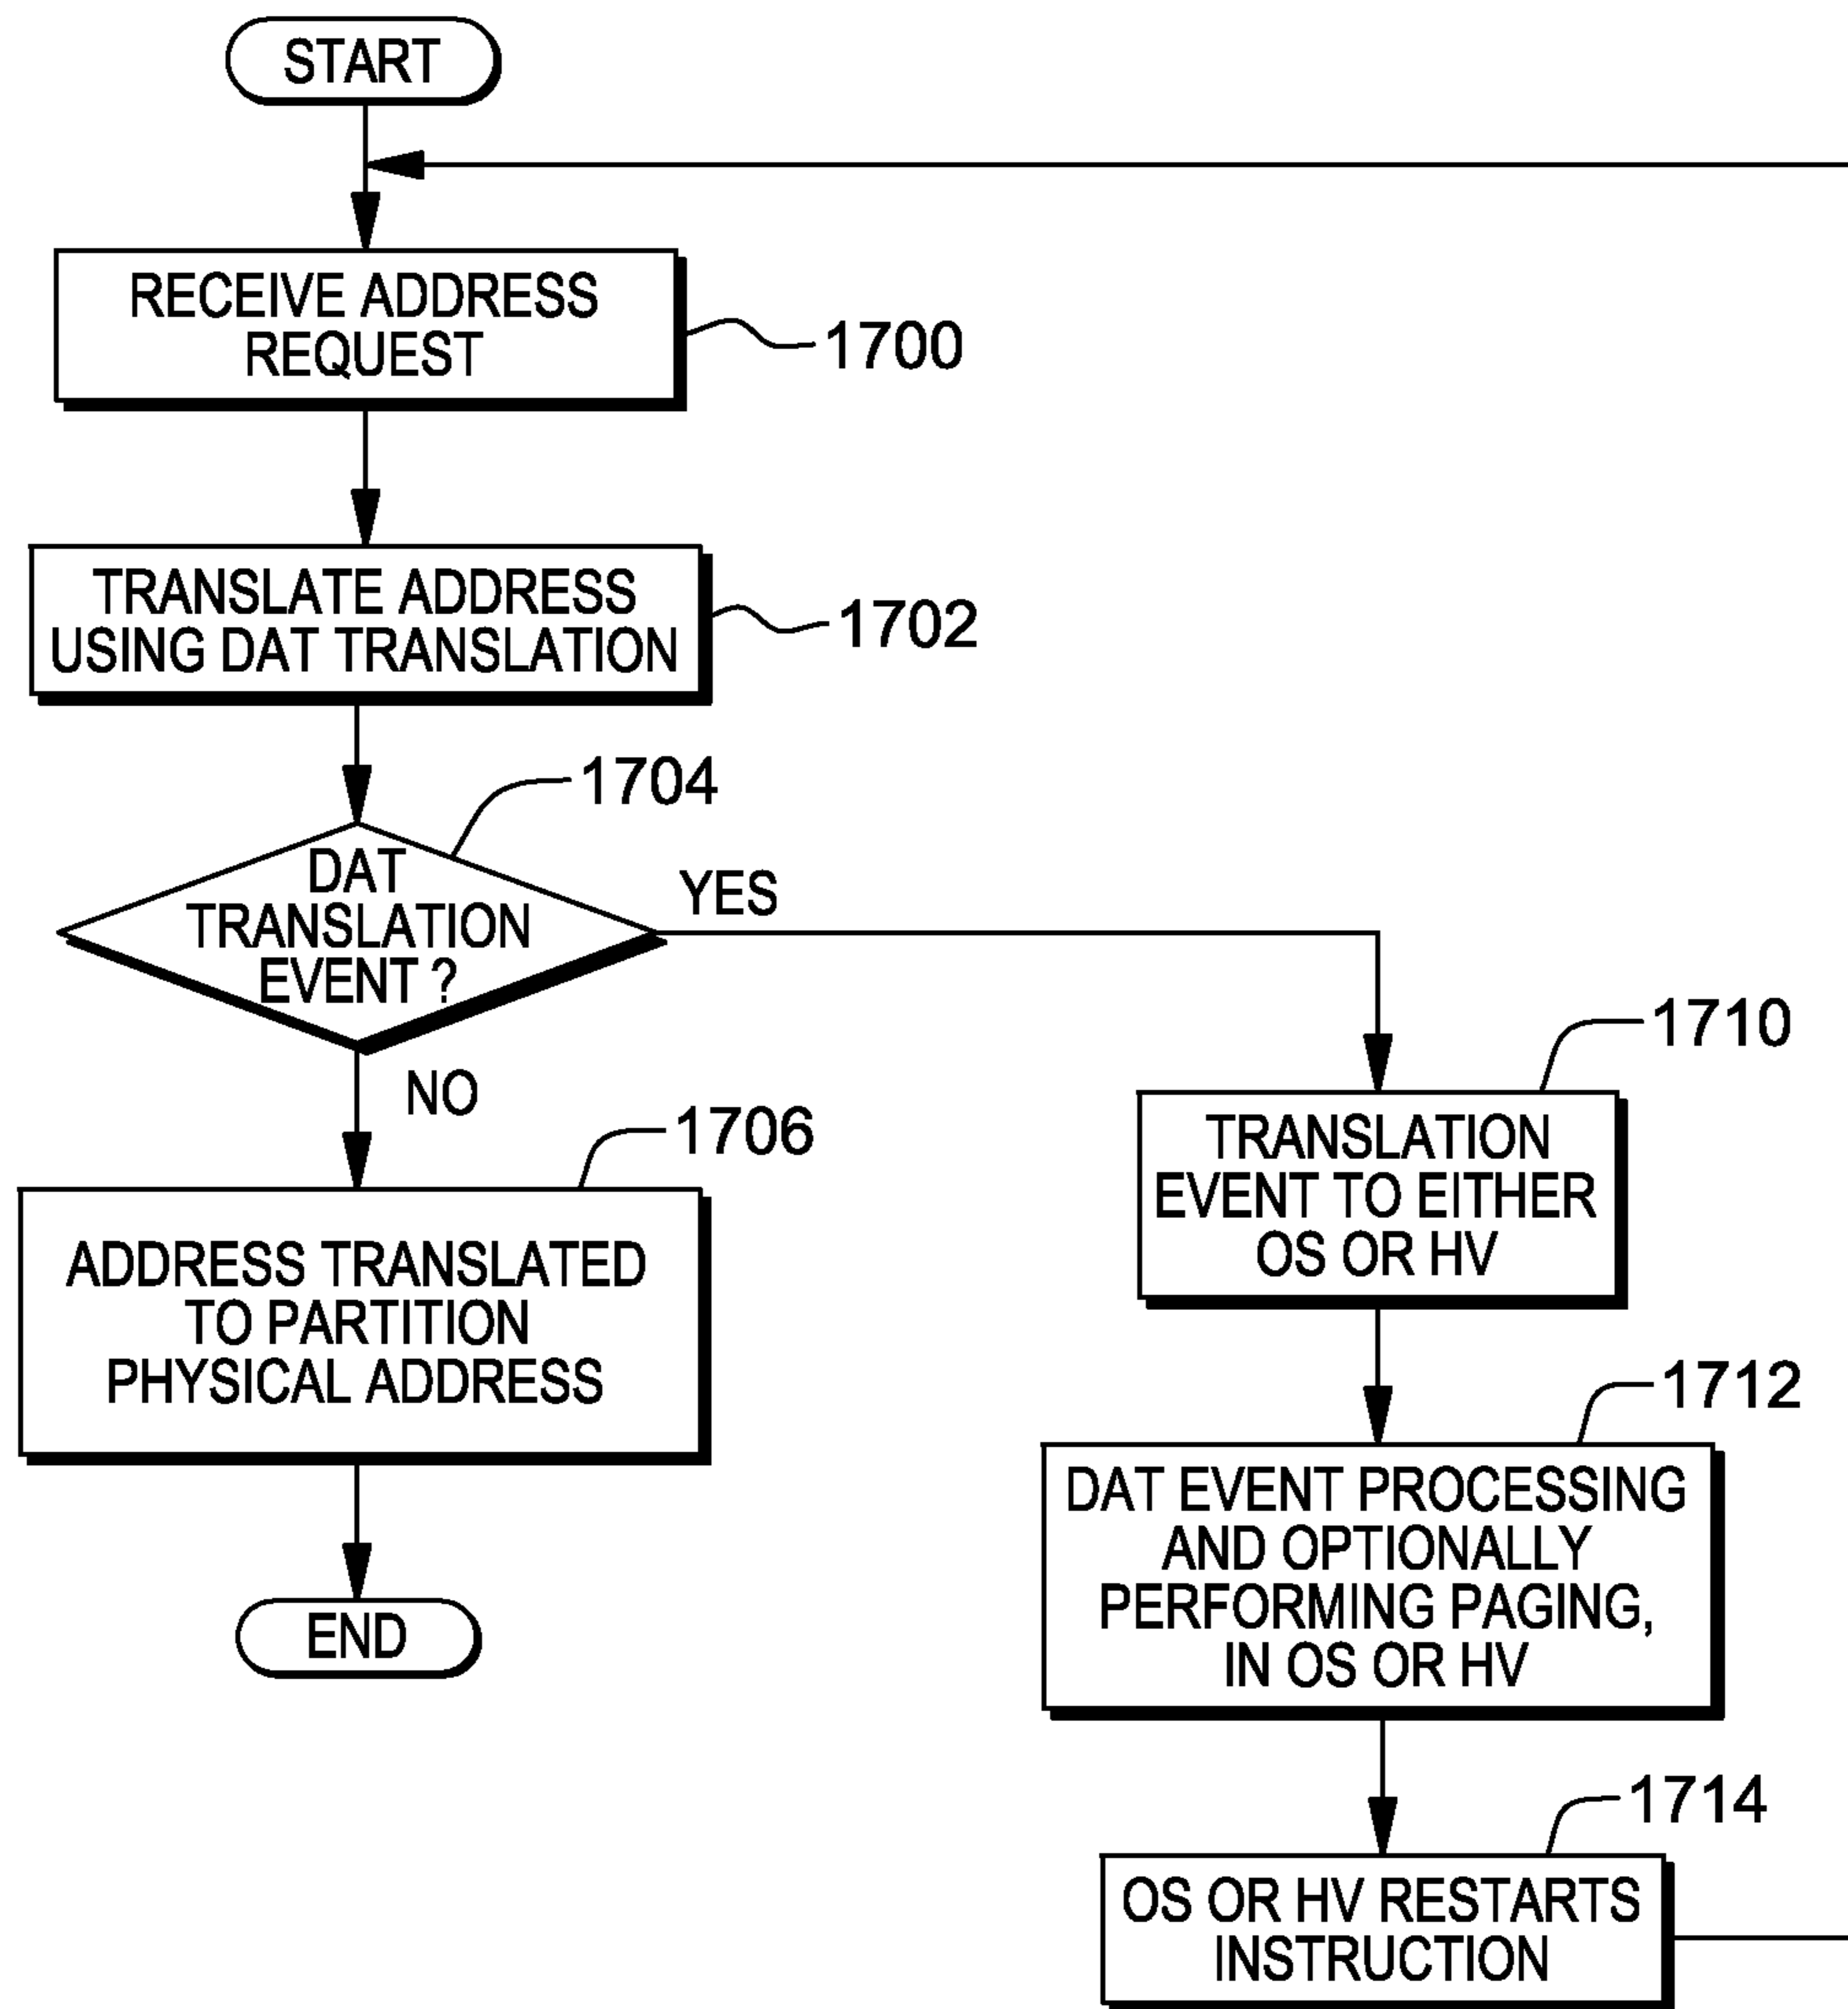 START
RECEIVE ADDRESS
REQUEST
1700
TRANSLATE ADDRESS
USING DAT TRANSLATION
1702
1704
DAT
TRANSLATION
EVENT ?
YES
NO
1706
ADDRESS TRANSLATED
TO PARTITION
PHYSICAL ADDRESS
END
1710
TRANSLATION
EVENT TO EITHER
OS OR HV
1712
DAT EVENT PROCESSING
AND OPTIONALLY
PERFORMING PAGING,
IN OS OR HV
1714
OS OR HV RESTARTS
INSTRUCTION